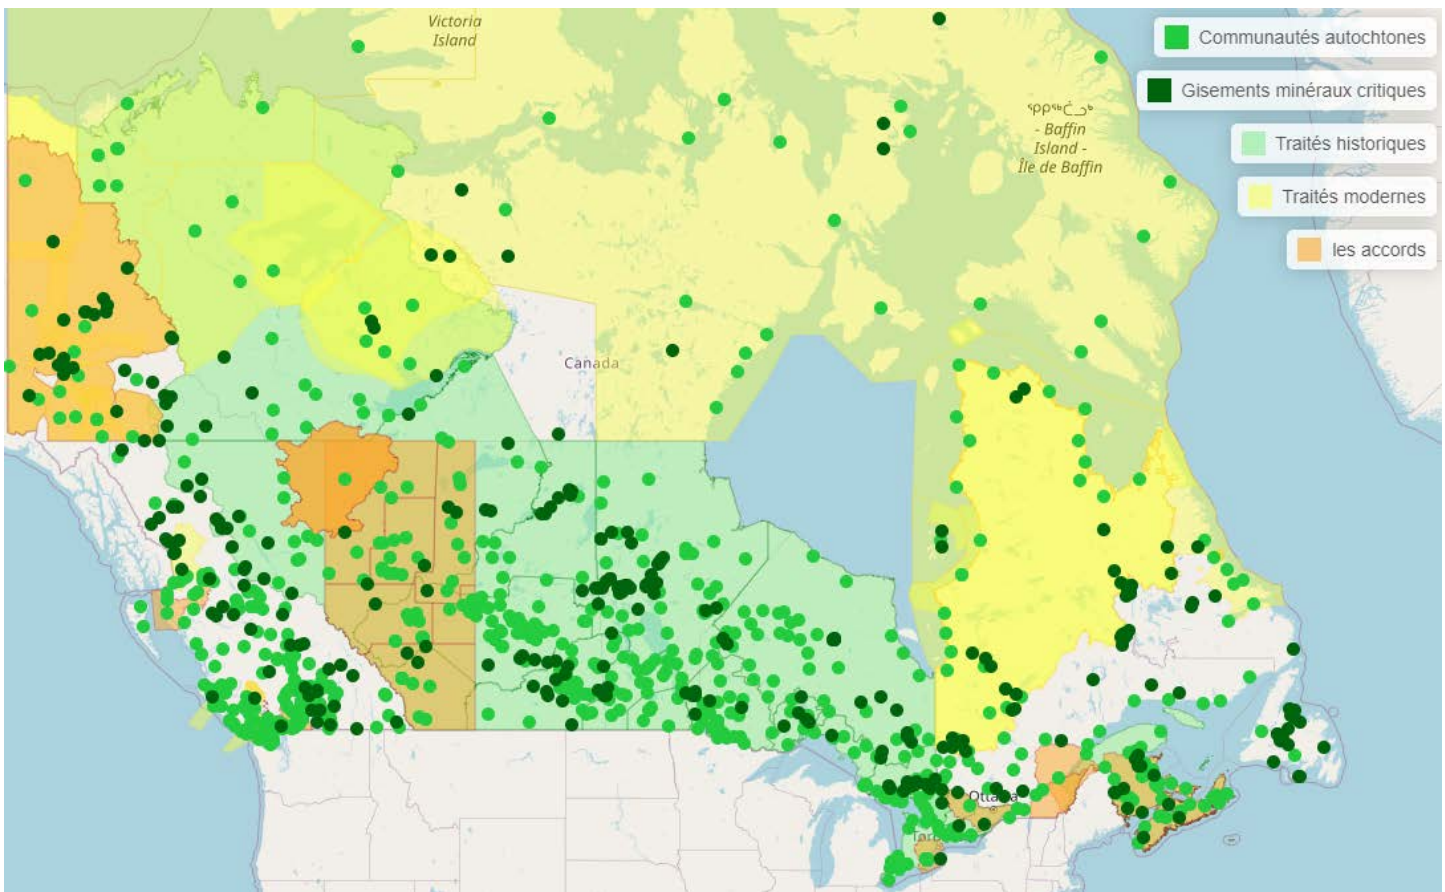 Victoria
Island
Communautés autochtones
Gisements minéraux critiques
ᕿᑭᖅᑖᓗᒃ
- Baffin
Island -
Île de Baffin
Traités historiques
Traités modernes
les accords
Canada
Ottawa